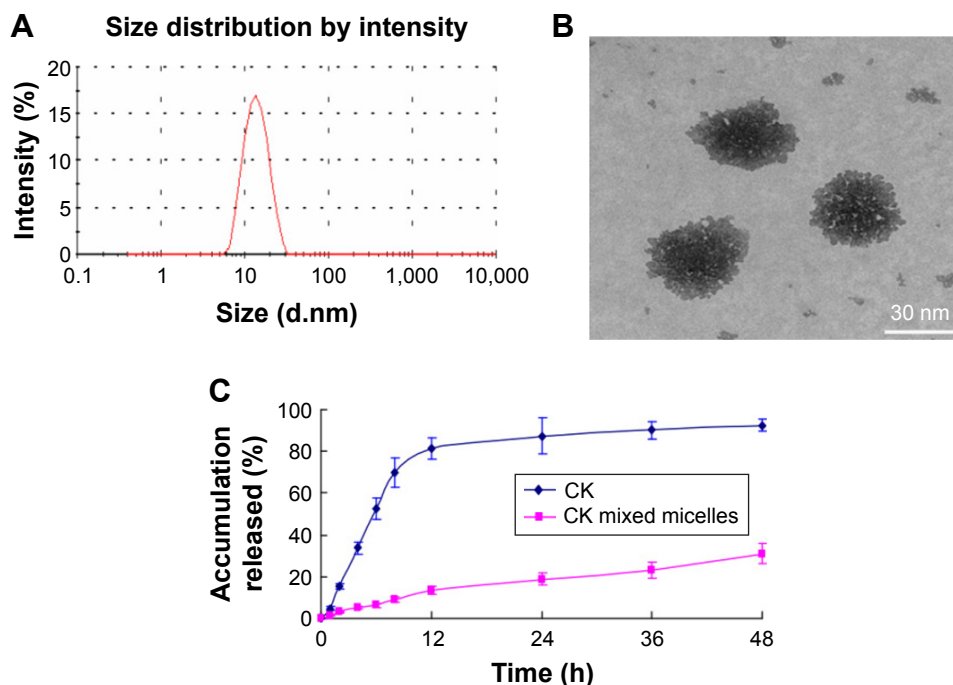 A
Size distribution by intensity
Intensity (%)
20
15
10
5
0
0.1 1 10 100 1,000 10,000
Size (d.nm)
B
30 nm
C
Accumulation
released (%)
100
80
60
40
20
0
CK
CK mixed micelles
0 12 24 36 48
Time (h)